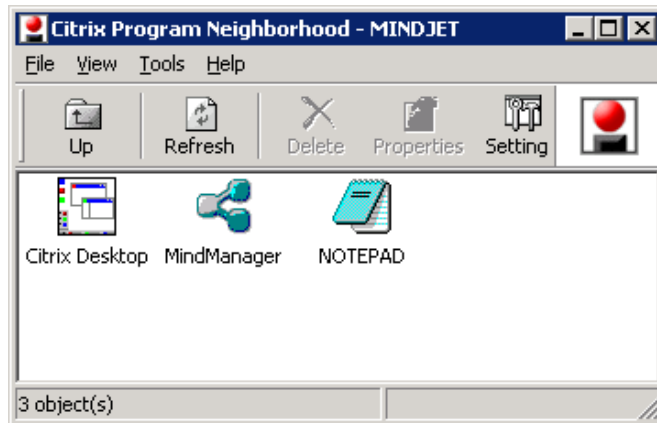 Citrix Program Neighborhood - MINDJET
File View Tools Help
Up Refresh Delete Properties Setting
Citrix Desktop MindManager NOTEPAD
3 object(s)